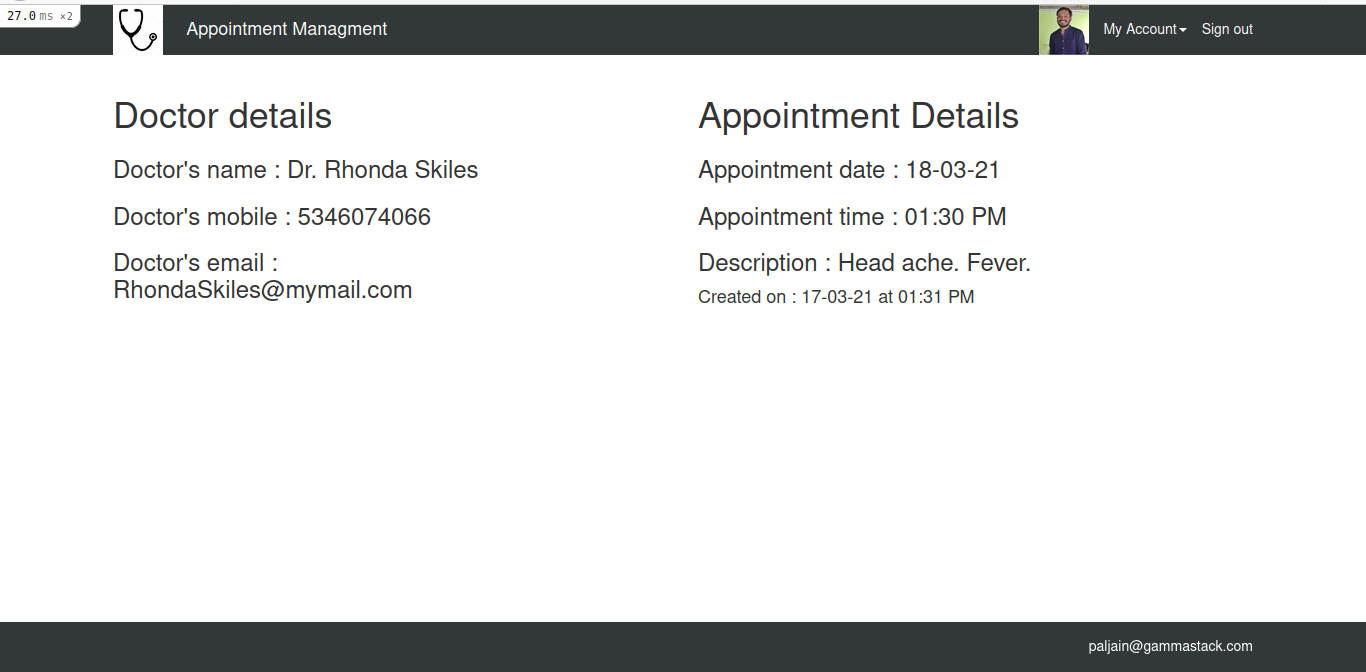 27.0 ms ×2
Appointment Managment
My Account
Sign out
Doctor details
Doctor's name : Dr. Rhonda Skiles
Doctor's mobile : 5346074066
Doctor's email :
RhondaSkiles@mymail.com
Appointment Details
Appointment date : 18-03-21
Appointment time : 01:30 PM
Description : Head ache. Fever.
Created on : 17-03-21 at 01:31 PM
paljain@gammastack.com